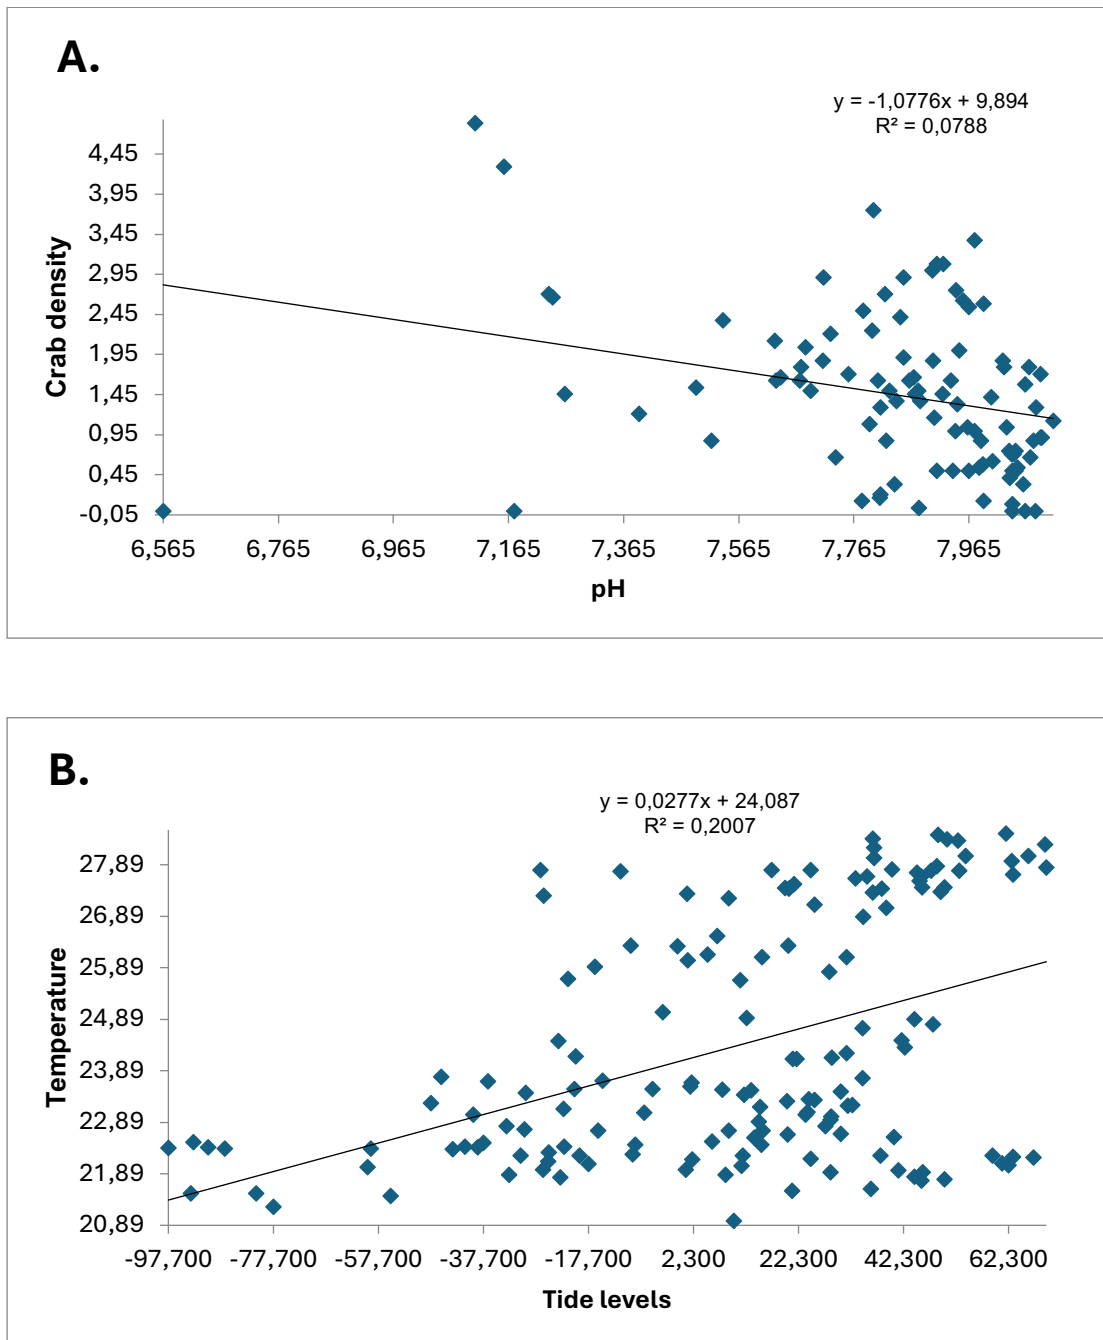 A.
y = -1,0776x + 9,894
R² = 0,0788
4,45
3,95
3,45
2,95
2,45
1,95
1,45
0,95
0,45
-0,05
Crab density
6,565 6,765 6,965 7,165 7,365 7,565 7,765 7,965
pH
B.
y = 0,0277x + 24,087
R² = 0,2007
27,89
26,89
25,89
24,89
23,89
22,89
21,89
20,89
Temperature
-97,700 -77,700 -57,700 -37,700 -17,700 2,300 22,300 42,300 62,300
Tide levels